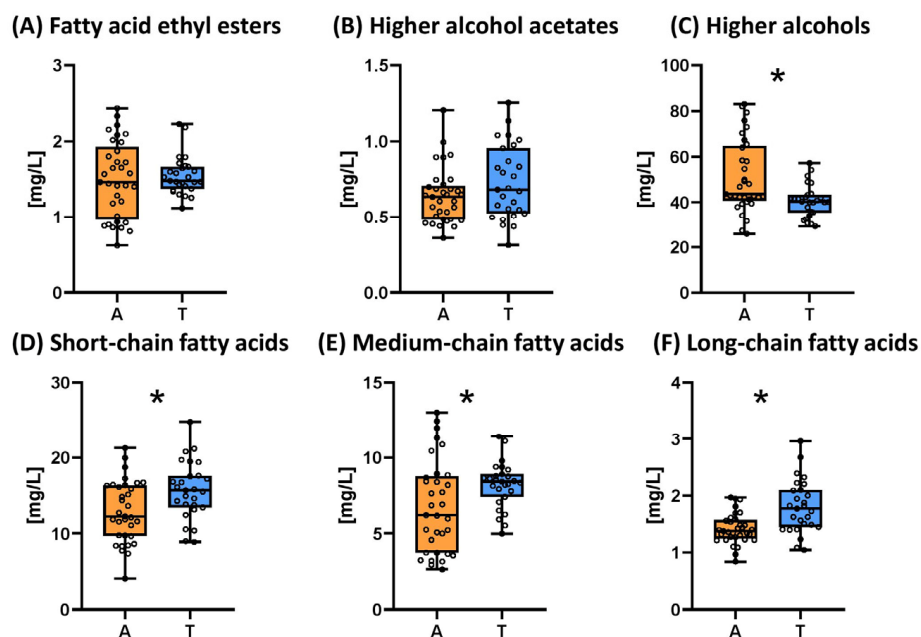 (A) Fatty acid ethyl esters
(B) Higher alcohol acetates
(C) Higher alcohols
3
2
1
0
[mg/L]
A
T
1.5
1.0
0.5
0.0
[mg/L]
A
T
100
80
60
40
20
0
[mg/L]
*
A
T
(D) Short-chain fatty acids
(E) Medium-chain fatty acids
(F) Long-chain fatty acids
30
20
10
0
[mg/L]
*
A
T
15
10
5
0
[mg/L]
*
A
T
4
3
2
1
0
[mg/L]
*
A
T